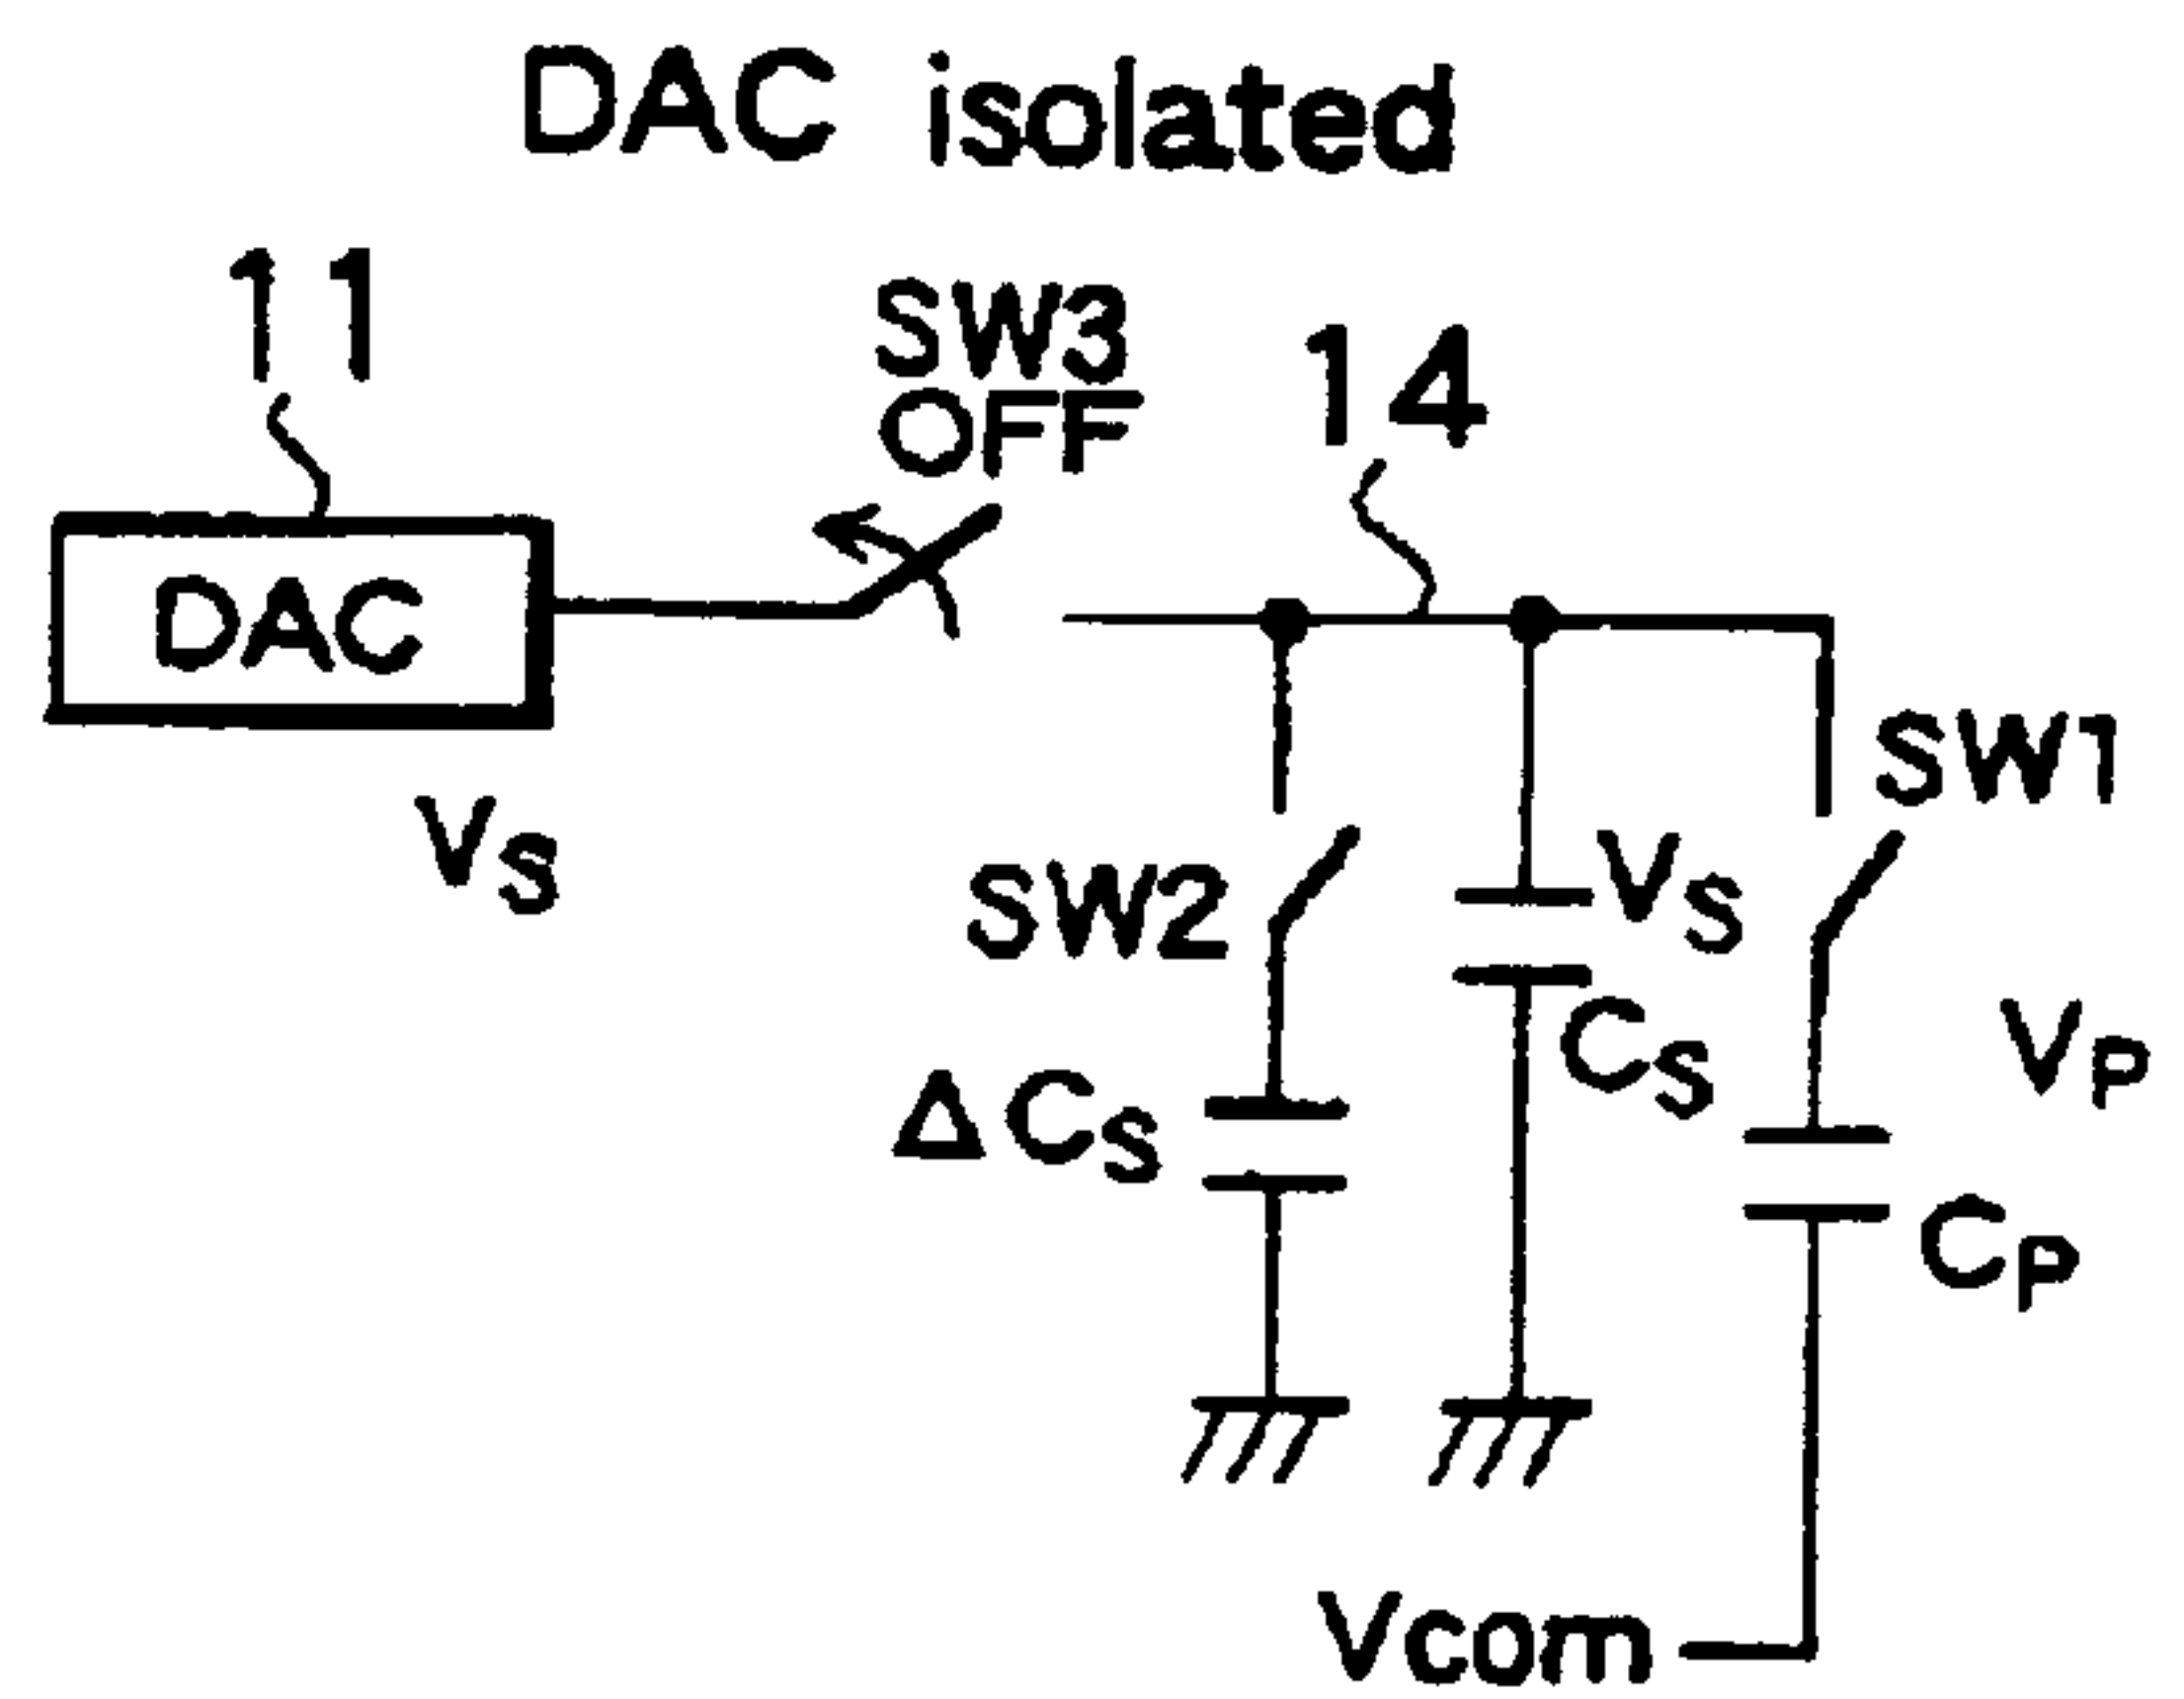 DAC isolated
11
SW3
OFF
14
DAC
Vs
SW1
SW2
Vs
Cs
VP
ΔCs
CP
Vcom